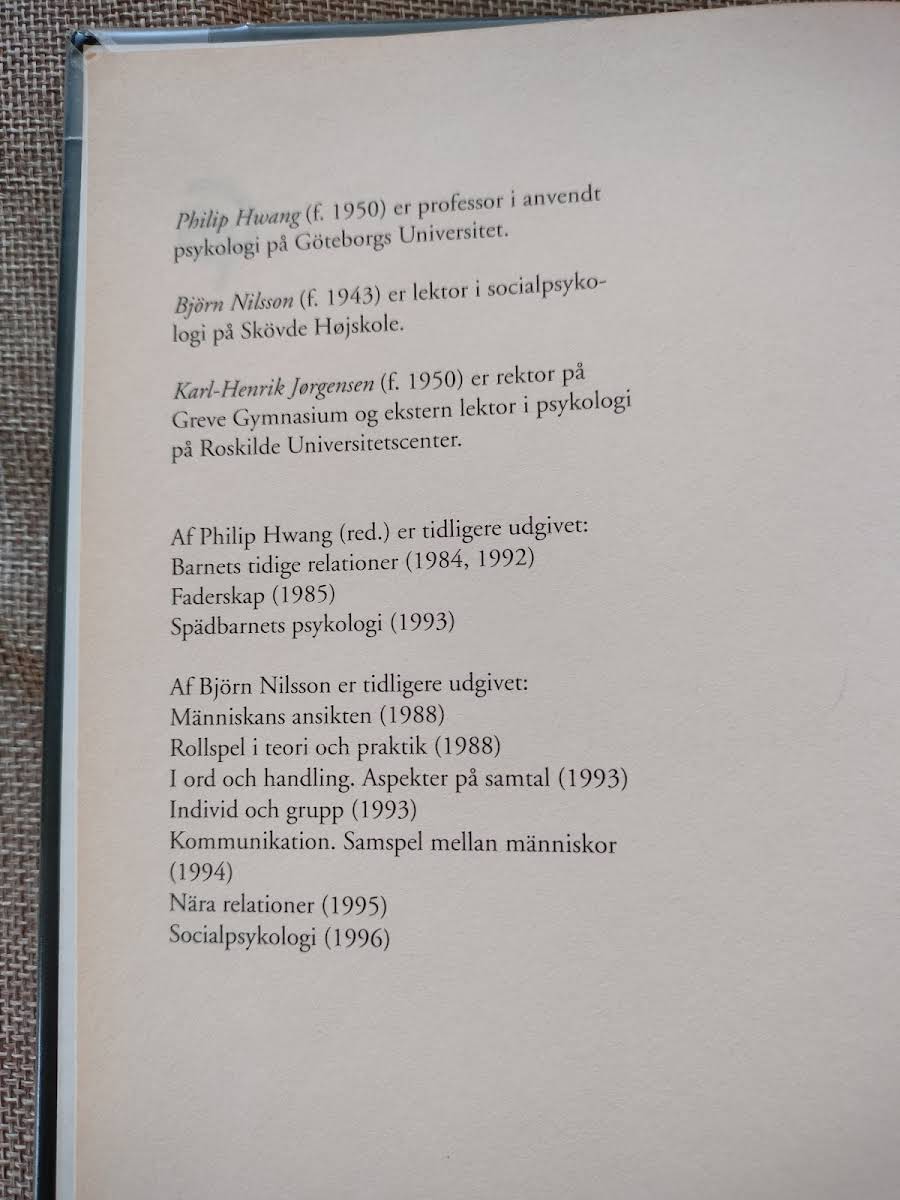 Philip Hwang (f. 1950) er professor i anvendt
psykologi på Göteborgs Universitet.
Björn Nilsson (f. 1943) er lektor i socialpsyko-
logi på Skövde Højskole.
Karl-Henrik Jørgensen (f. 1950) er rektor på
Greve Gymnasium og ekstern lektor i psykologi
på Roskilde Universitetscenter.
Af Philip Hwang (red.) er tidligere udgivet:
Barnets tidige relationer (1984, 1992)
Faderskap (1985)
Spädbarnets psykologi (1993)
Af Björn Nilsson er tidligere udgivet:
Människans ansikten (1988)
Rollspel i teori och praktik (1988)
I ord och handling. Aspekter på samtal (1993)
Individ och grupp (1993)
Kommunikation. Samspel mellan människor
(1994)
Nära relationer (1995)
Socialpsykologi (1996)